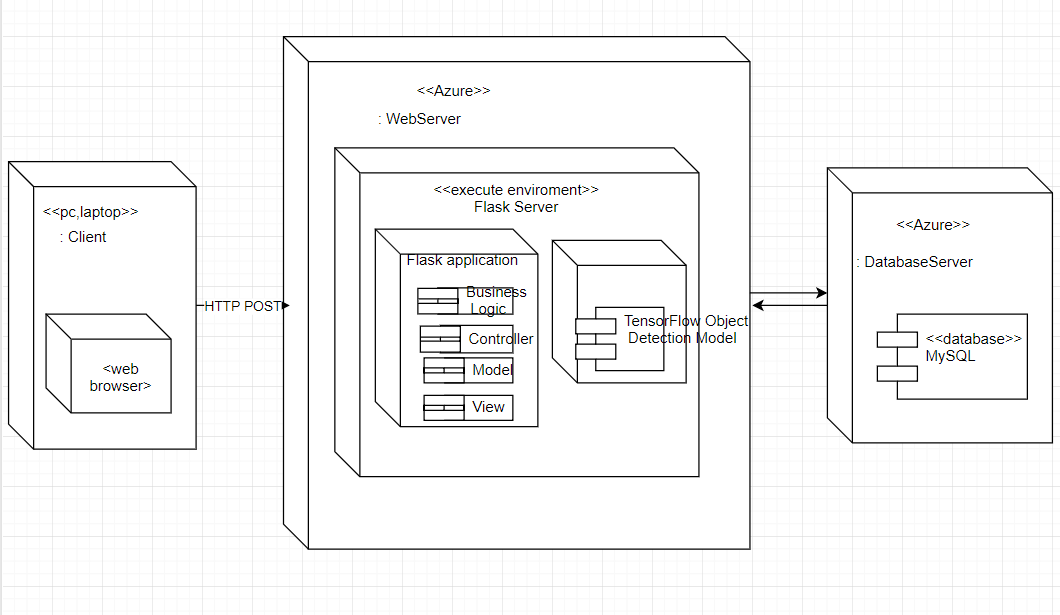 <<pc,laptop>>
: Client
<web
browser>
HTTP POST
<<Azure>>
: WebServer
<<execute enviroment>>
Flask Server
Flask application
Business
Logic
Controller
Model
View
TensorFlow Object
Detection Model
<<Azure>>
: DatabaseServer
<<database>>
MySQL